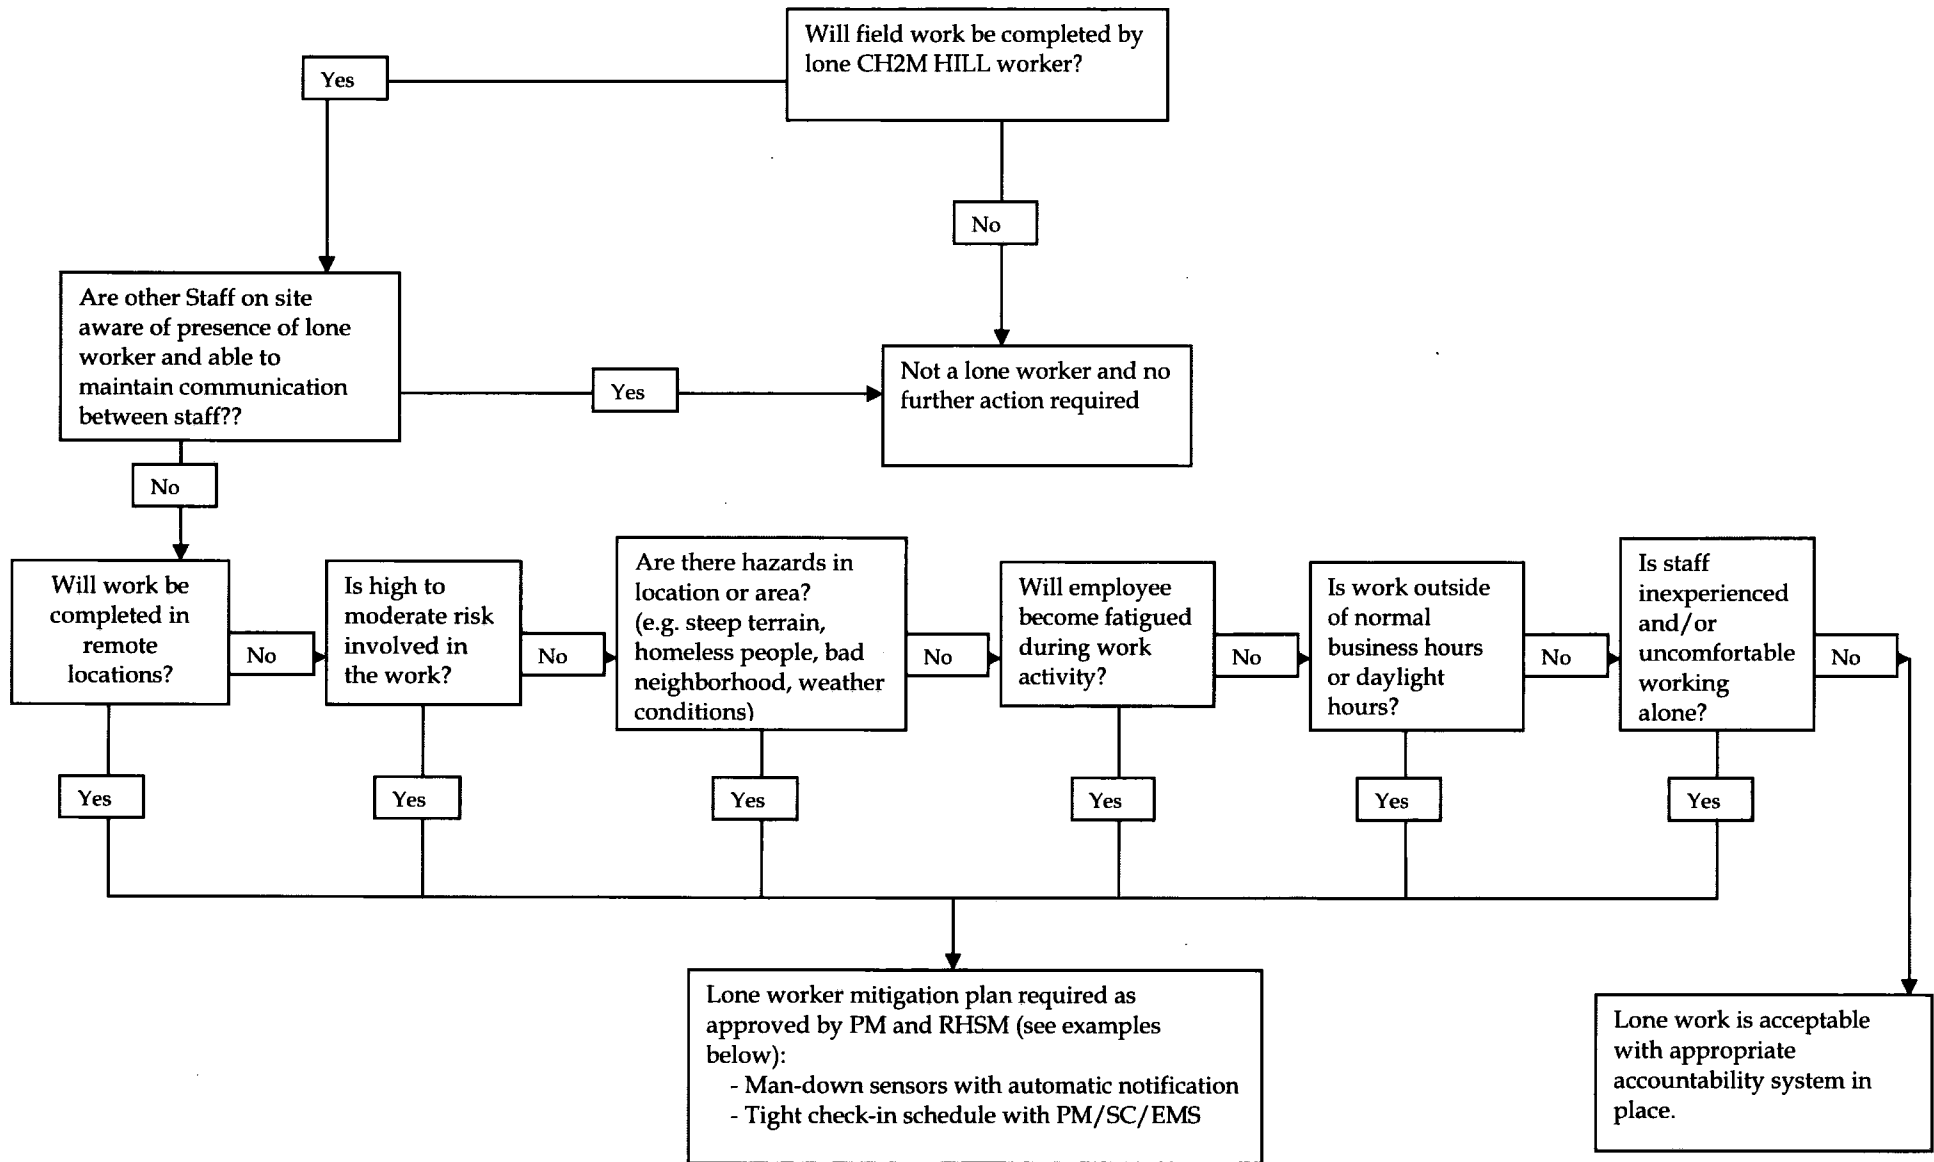 Will field work be completed by
lone CH2M HILL worker?
Yes
No
Are other Staff on site
aware of presence of lone
worker and able to
maintain communication
between staff??
Yes
Not a lone worker and no
further action required
No
Will work be
completed in
remote
locations?
No
Is high to
moderate risk
involved in
the work?
No
Are there hazards in
location or area?
(e.g. steep terrain,
homeless people, bad
neighborhood, weather
conditions)
No
Will employee
become fatigued
during work
activity?
No
Is work outside
of normal
business hours
or daylight
hours?
No
Is staff
inexperienced
and/or
uncomfortable
working
alone?
No
Yes
Yes
Yes
Yes
Yes
Yes
Lone worker mitigation plan required as
approved by PM and RHSM (see examples
below):
- Man-down sensors with automatic notification
- Tight check-in schedule with PM/SC/EMS
Lone work is acceptable
with appropriate
accountability system in
place.